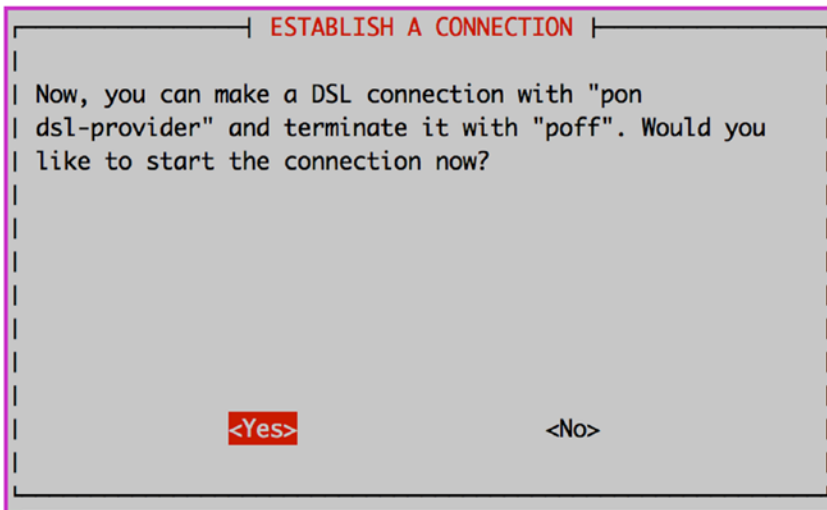 ESTABLISH A CONNECTION
Now, you can make a DSL connection with "pon
dsl-provider" and terminate it with "poff". Would you
like to start the connection now?
<Yes> <No>